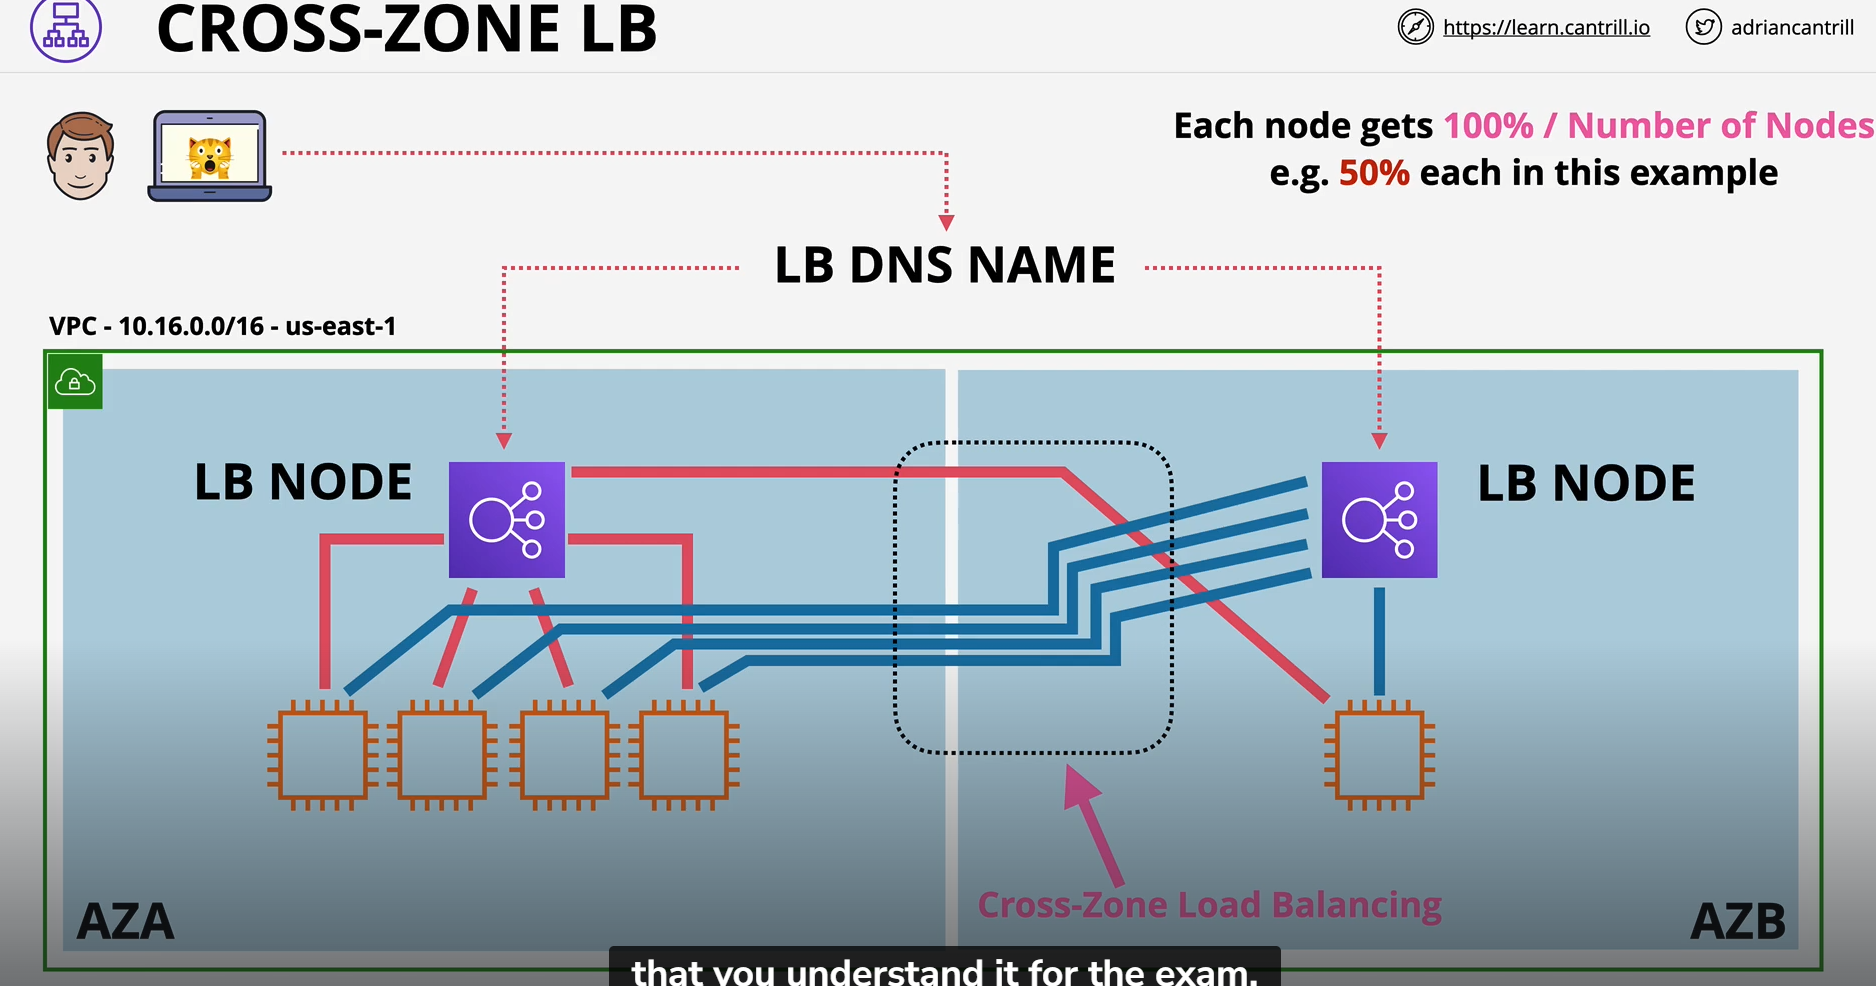 CROSS-ZONE LB
https://learn.cantrill.io
adriancantrill
Each node gets 100% / Number of Nodes
e.g. 50% each in this example
LB DNS NAME
VPC - 10.16.0.0/16 - us-east-1
LB NODE
LB NODE
Cross-Zone Load Balancing
AZA
AZB
that you understand it for the exam.